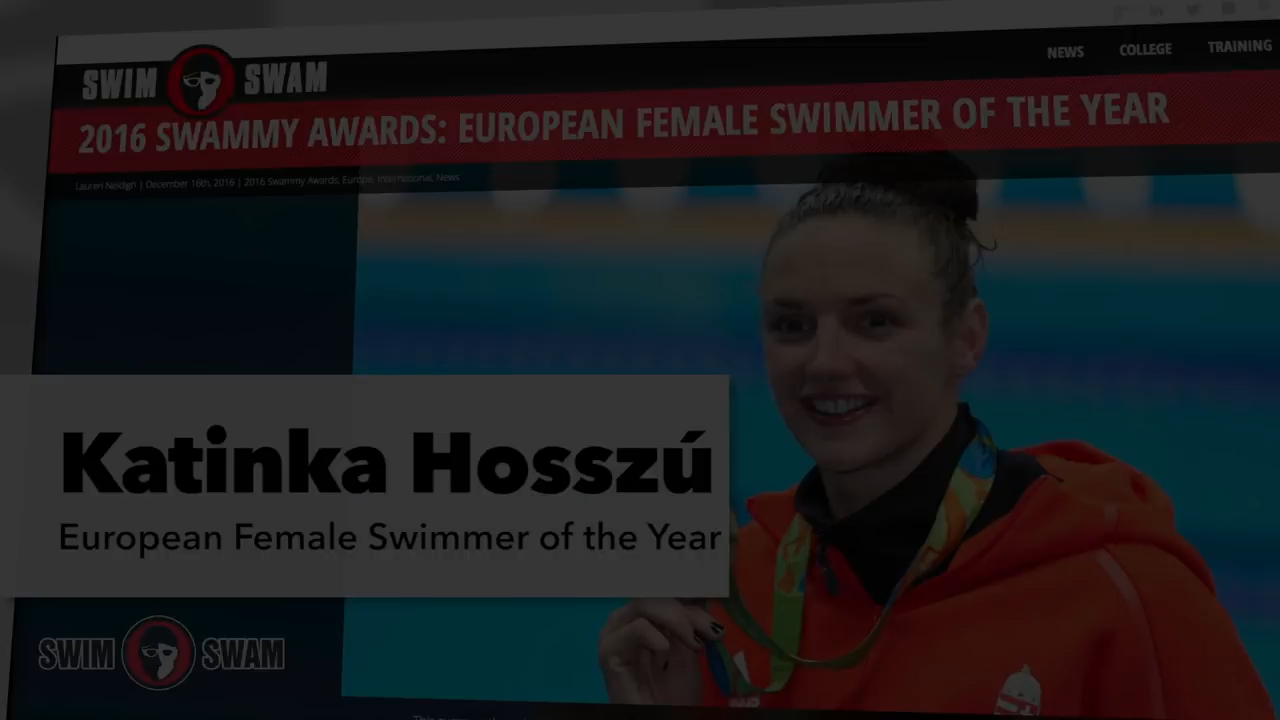 NEWS COLLEGE TRAINING
SWIM SWAM
2016 SWAMMY AWARDS: EUROPEAN FEMALE SWIMMER OF THE YEAR
Lauren Neidigh | December 16th, 2016 | 2016 Swammy Awards, Europe, International, News
Katinka Hosszú
European Female Swimmer of the Year
SWIM SWAM